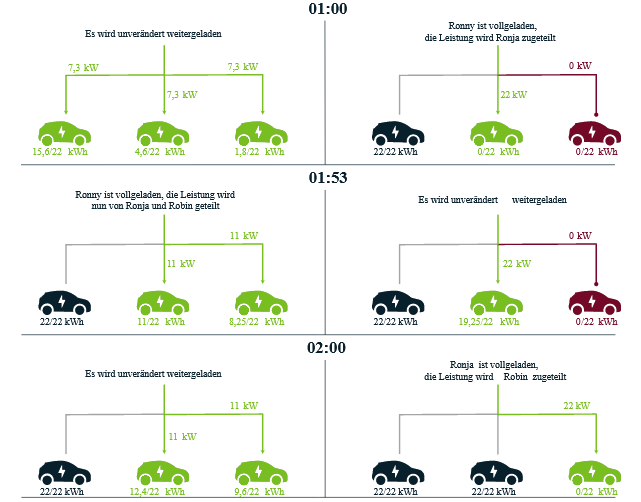 01:00
Es wird unverändert weitergeladen
7,3 kW
7,3 kW
7,3 kW
15,6/22 kWh
4,6/22 kWh
1,8/22 kWh
Ronny ist vollgeladen,
die Leistung wird Ronja zugeteilt
0 kW
22 kW
22/22 kWh
0/22 kWh
0/22 kWh
01:53
Ronny ist vollgeladen, die Leistung wird
nun von Ronja und Robin geteilt
11 kW
11 kW
22/22 kWh
11/22 kWh
8,25/22 kWh
Es wird unverändert weitergeladen
0 kW
22 kW
22/22 kWh
19,25/22 kWh
0/22 kWh
02:00
Es wird unverändert weitergeladen
11 kW
11 kW
22/22 kWh
12,4/22 kWh
9,6/22 kWh
Ronja ist vollgeladen,
die Leistung wird Robin zugeteilt
22 kW
22/22 kWh
22/22 kWh
0/22 kWh